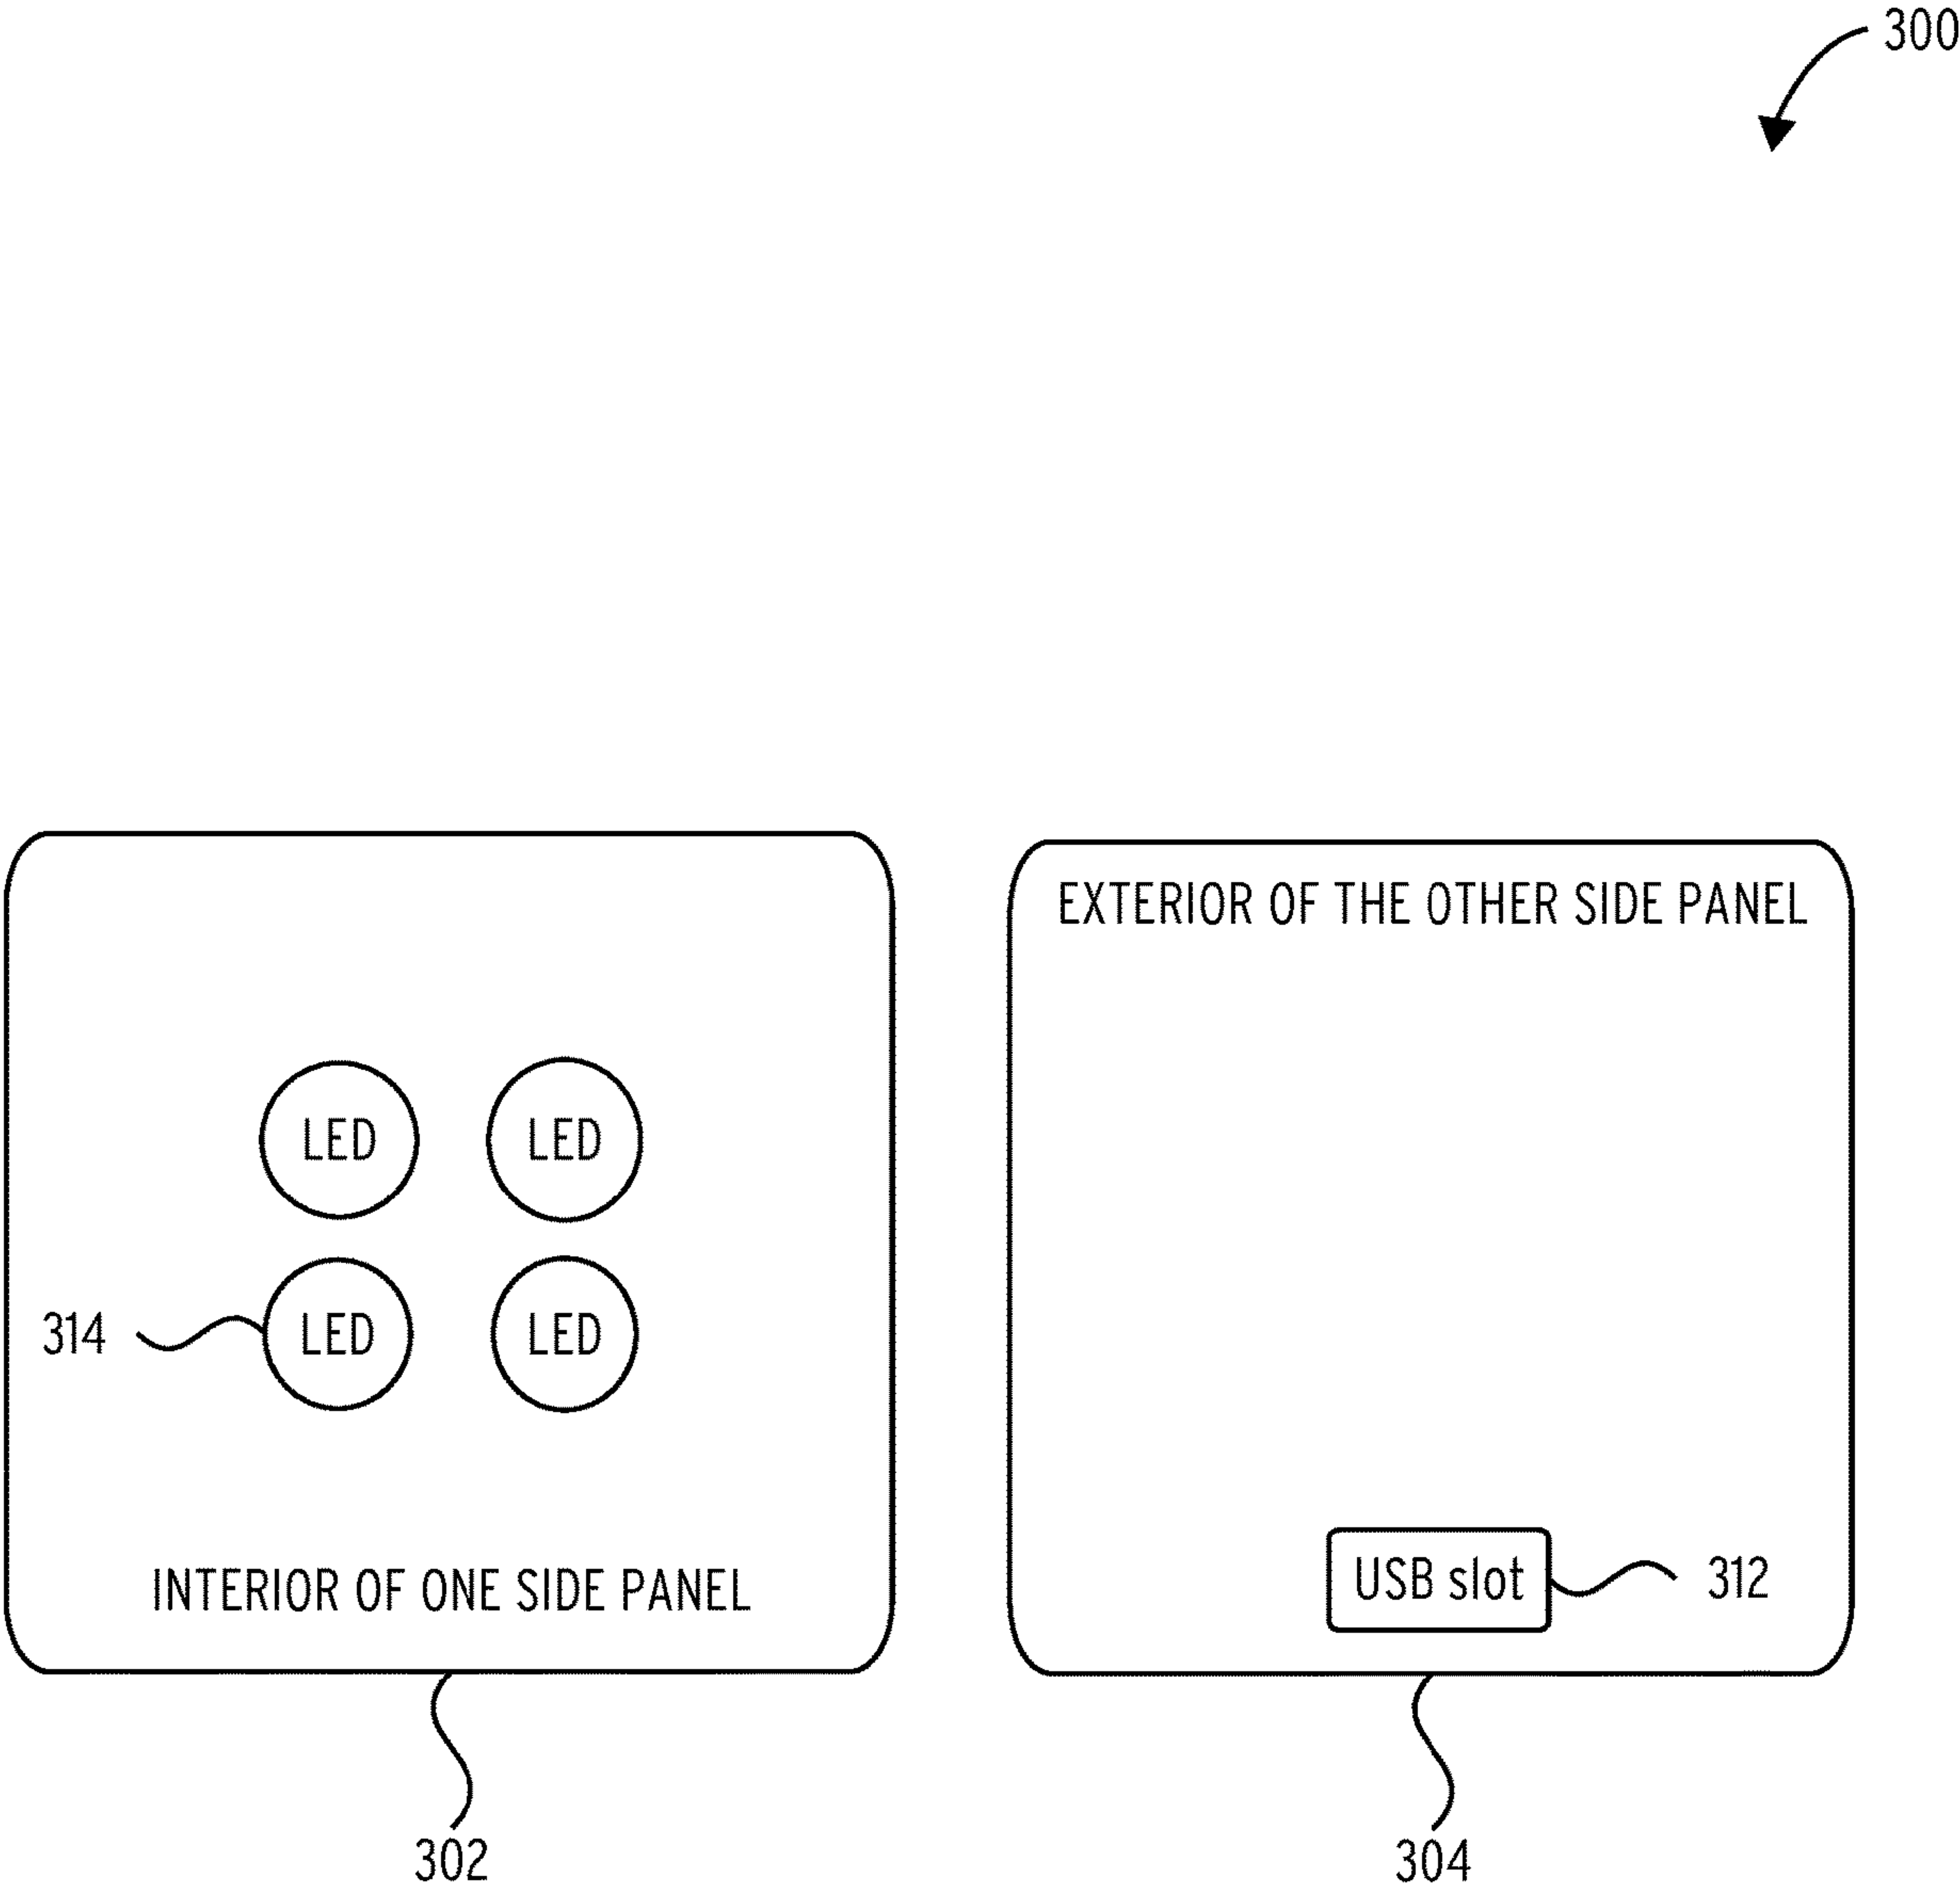 300
EXTERIOR OF THE OTHER SIDE PANEL
LED LED
314 LED LED
INTERIOR OF ONE SIDE PANEL
USB slot 312
302 304